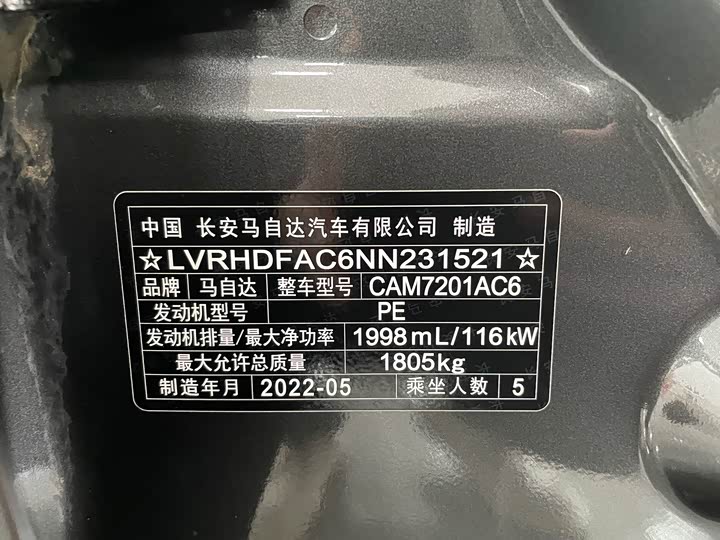 中国 长安马自达汽车有限公司 制造
☆LVRHDFAC6NN231521☆
品牌 马自达 整车型号 CAM7201AC6
发动机型号 PE
发动机排量/最大净功率 1998mL/116kW
最大允许总质量 1805kg
制造年月 2022-05 乘坐人数 5